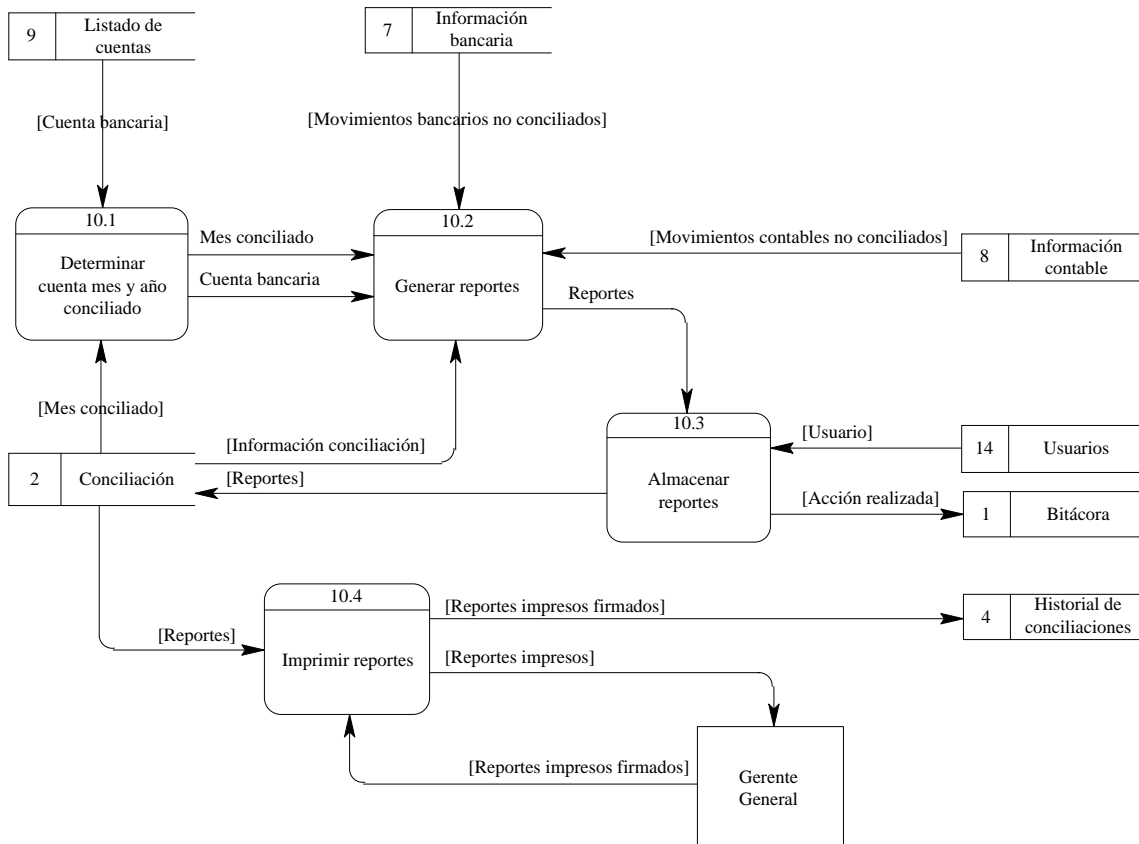 9
Listado de
cuentas
7
Información
bancaria
[Cuenta bancaria]
[Movimientos bancarios no conciliados]
10.1
Determinar
cuenta mes y año
conciliado
Mes conciliado
Cuenta bancaria
10.2
Generar reportes
[Movimientos contables no conciliados]
8
Información
contable
Reportes
[Mes conciliado]
[Información conciliación]
2
Conciliación
[Reportes]
10.3
Almacenar
reportes
[Usuario]
14
Usuarios
[Acción realizada]
1
Bitácora
10.4
Imprimir reportes
[Reportes]
[Reportes impresos firmados]
4
Historial de
conciliaciones
[Reportes impresos]
[Reportes impresos firmados]
Gerente
General